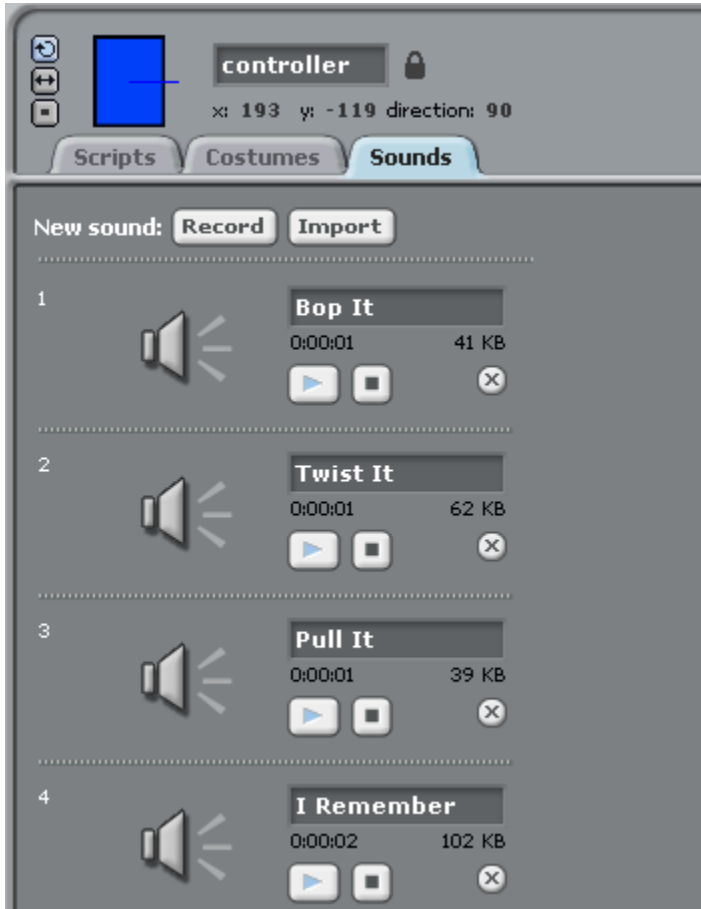 controller
x: 193 y: -119 direction: 90
Scripts Costumes Sounds
New sound: Record Import
1
Bop It
0:00:01 41 KB
2
Twist It
0:00:01 62 KB
3
Pull It
0:00:01 39 KB
4
I Remember
0:00:02 102 KB